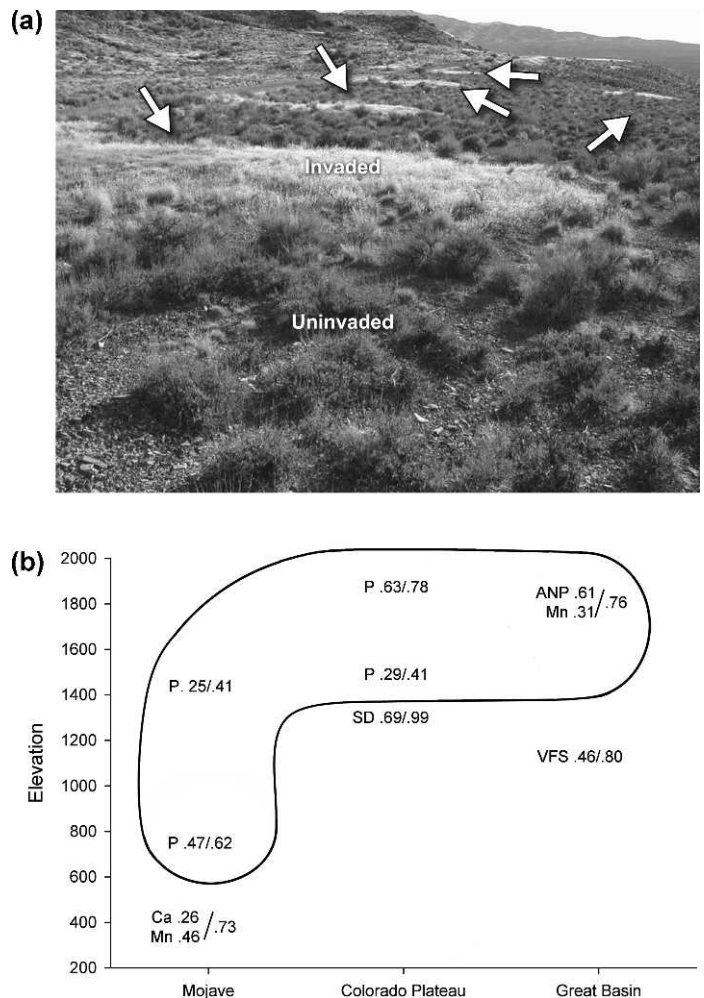 (a)
Invaded
Uninvaded
(b)
2000
1800
1600
1400
1200
1000
800
600
400
200
Elevation
P .63/.78
ANP .61
Mn .31/.76
P. 25/.41
P .29/.41
SD .69/.99
VFS .46/.80
P .47/.62
Ca .26
Mn .46/.73
Mojave
Colorado Plateau
Great Basin